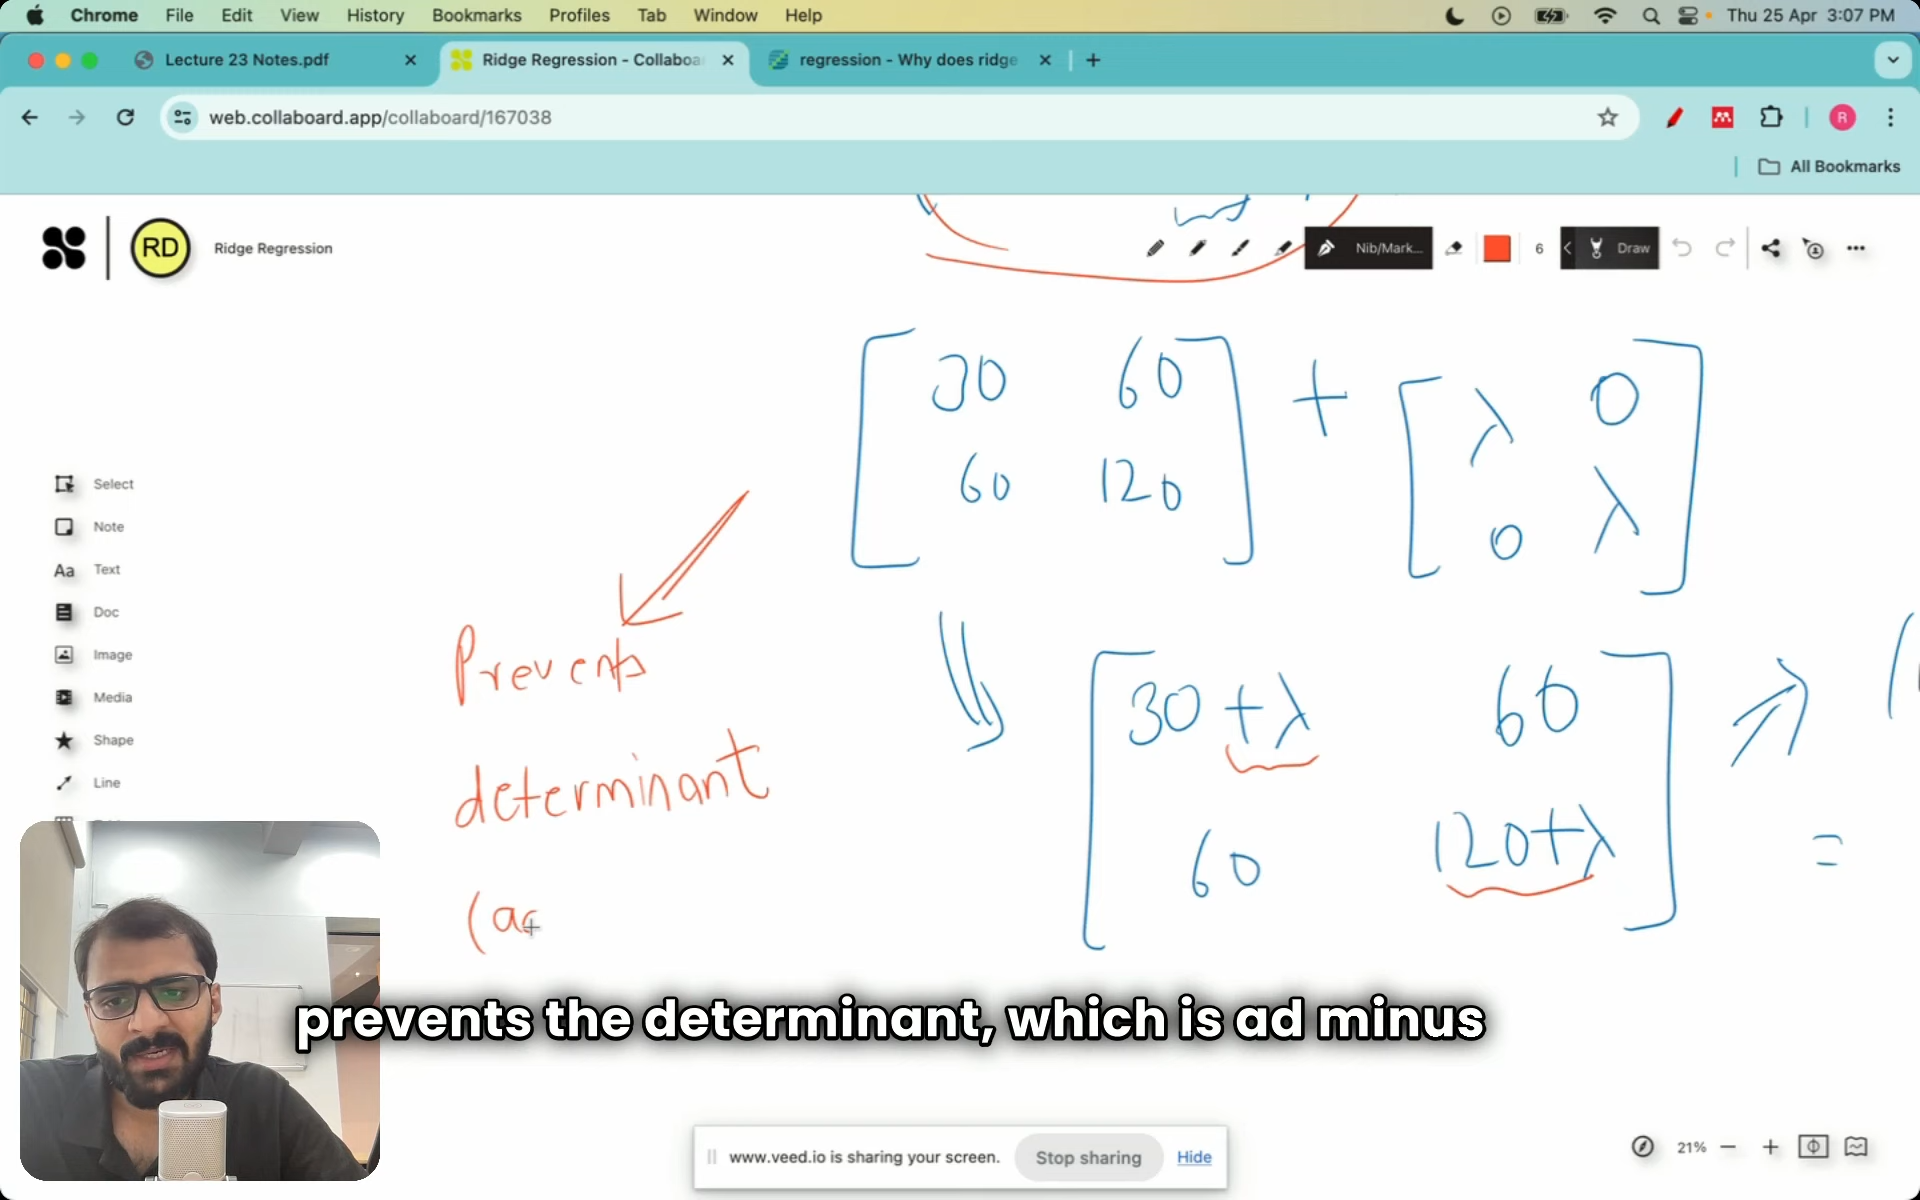 Chrome File Edit View History Bookmarks Profiles Tab Window Help Thu 25 Apr 3:07 PM
Lecture 23 Notes.pdf Ridge Regression - Collaboa regression - Why does ridge
web.collaboard.app/collaboard/167038 R
All Bookmarks
RD Ridge Regression Nib/Mark... 6 Draw
30 60 + λ 0
60 120 0 λ
Select
Note
Text
Doc
Image
Media
Shape
Line
Prevents
determinant
(ac
30 + λ 60
60 120+λ =
prevents the determinant, which is ad minus
www.veed.io is sharing your screen. Stop sharing Hide
21%